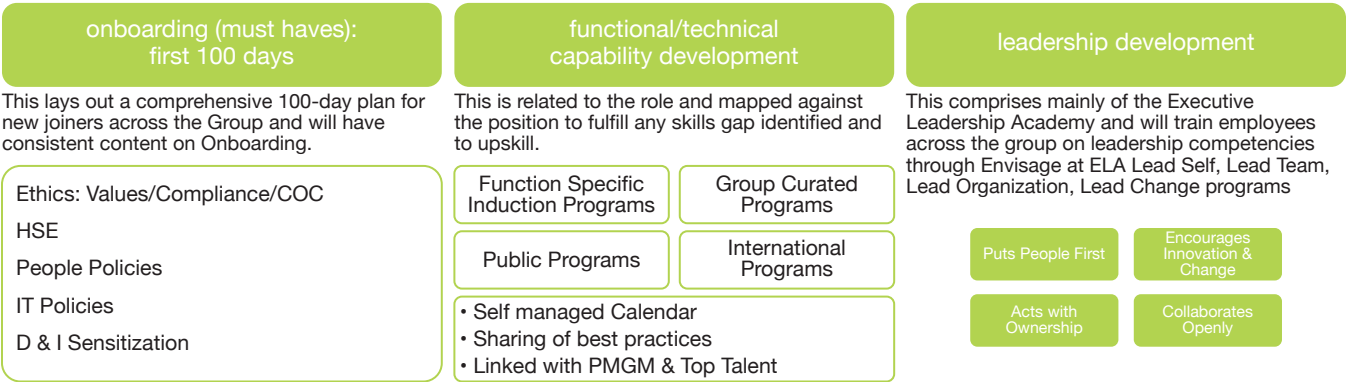 onboarding (must haves):
first 100 days
This lays out a comprehensive 100-day plan for
new joiners across the Group and will have
consistent content on Onboarding.
Ethics: Values/Compliance/COC
HSE
People Policies
IT Policies
D & I Sensitization
functional/technical
capability development
This is related to the role and mapped against
the position to fulfill any skills gap identified and
to upskill.
Function Specific
Induction Programs
Group Curated
Programs
Public Programs
International
Programs
• Self managed Calendar
• Sharing of best practices
• Linked with PMGM & Top Talent
leadership development
This comprises mainly of the Executive
Leadership Academy and will train employees
across the group on leadership competencies
through Envisage at ELA Lead Self, Lead Team,
Lead Organization, Lead Change programs
Puts People First
Encourages
Innovation &
Change
Acts with
Ownership
Collaborates
Openly